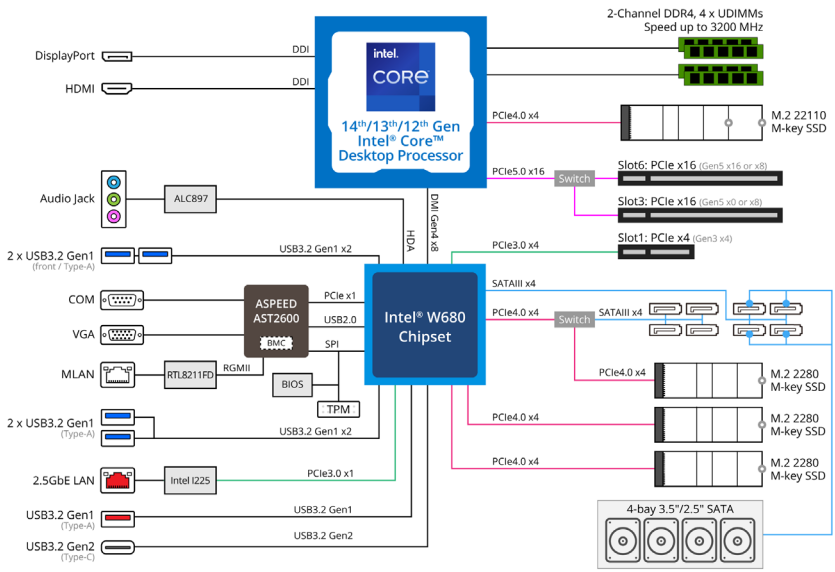 2-Channel DDR4, 4 x UDIMMs
Speed up to 3200 MHz
DisplayPort
DDI
HDMI
DDI
intel.
CORE™
14th/13th/12th Gen
Intel® Core™
Desktop Processor
PCIe4.0 x4
M.2 22110
M-key SSD
PCIe5.0 x16
Switch
Slot6: PCIe x16 (Gen5 x16 or x8)
Slot3: PCIe x16 (Gen5 x0 or x8)
Audio Jack
ALC897
HDA
DMI Gen4 x8
PCIe3.0 x4
Slot1: PCIe x4 (Gen3 x4)
2 x USB3.2 Gen1
(front / Type-A)
USB3.2 Gen1 x2
COM
VGA
ASPEED
AST2600
BMC
PCIe x1
USB2.0
SPI
Intel® W680
Chipset
SATAIII x4
PCIe4.0 x4
Switch
SATAIII x4
MLAN
RTL8211FD
RGMII
BIOS
TPM
PCIe4.0 x4
M.2 2280
M-key SSD
2 x USB3.2 Gen1
(Type-A)
USB3.2 Gen1 x2
PCIe4.0 x4
M.2 2280
M-key SSD
2.5GbE LAN
Intel I225
PCIe3.0 x1
PCIe4.0 x4
M.2 2280
M-key SSD
USB3.2 Gen1
(Type-A)
USB3.2 Gen1
4-bay 3.5"/2.5" SATA
USB3.2 Gen2
(Type-C)
USB3.2 Gen2